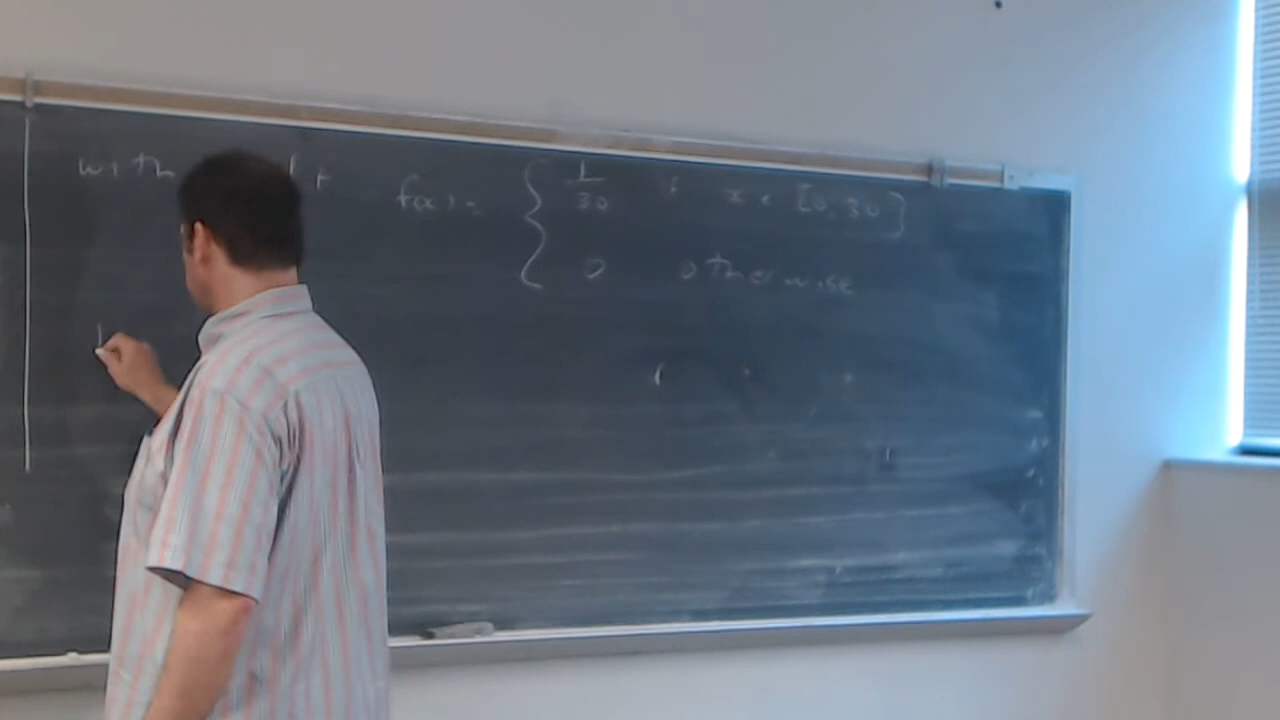 with f(x) = { 1/30 if x ∈ [0, 30]
0 otherwise